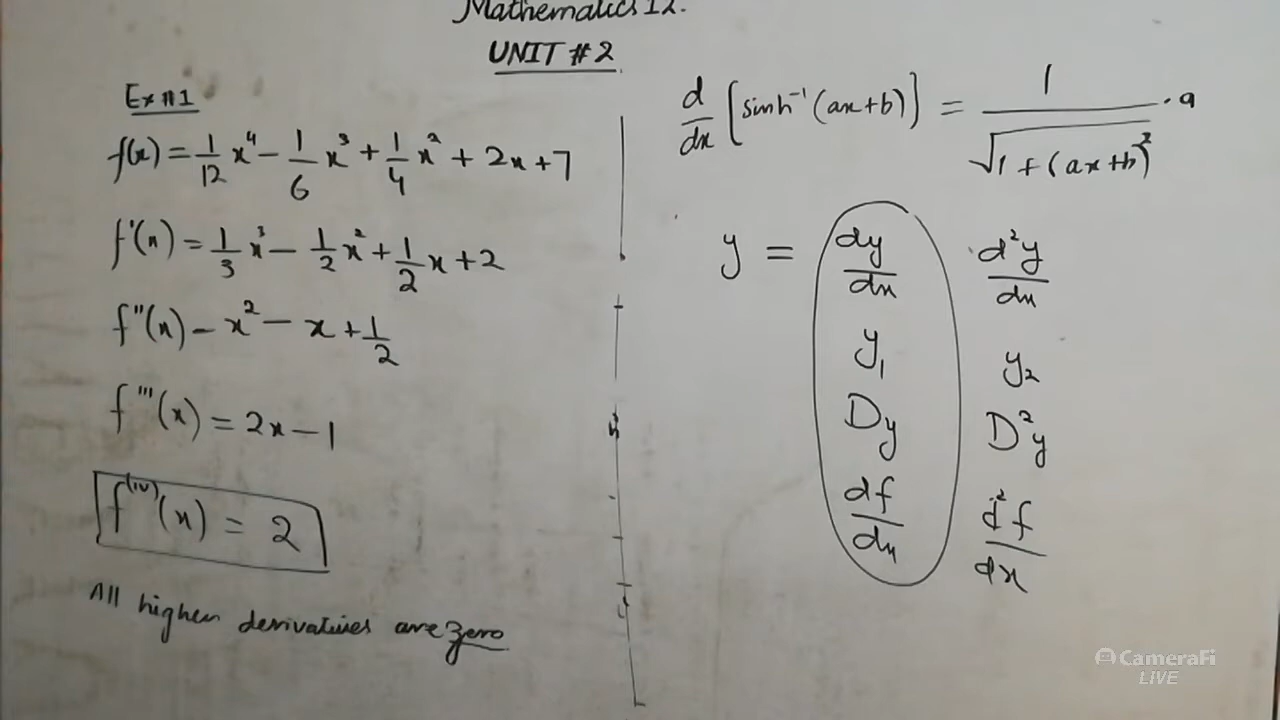 Mathematics 12.
UNIT # 2
Ex #1
f(x) = 1/12 x⁴ − 1/6 x³ + 1/4 x² + 2x + 7
f'(x) = 1/3 x³ − 1/2 x² + 1/2 x + 2
f''(x) − x² − x + 1/2
f'''(x) = 2x − 1
f⁽ⁱᵛ⁾(x) = 2
All higher derivatives are zero
d/dx [sinh⁻¹(ax+b)] = 1/√(1+(ax+b)²) · a
y = dy/dx d²y/dx
y₁ y₂
Dy D²y
df/dx d²f/dx
CameraFi
LIVE